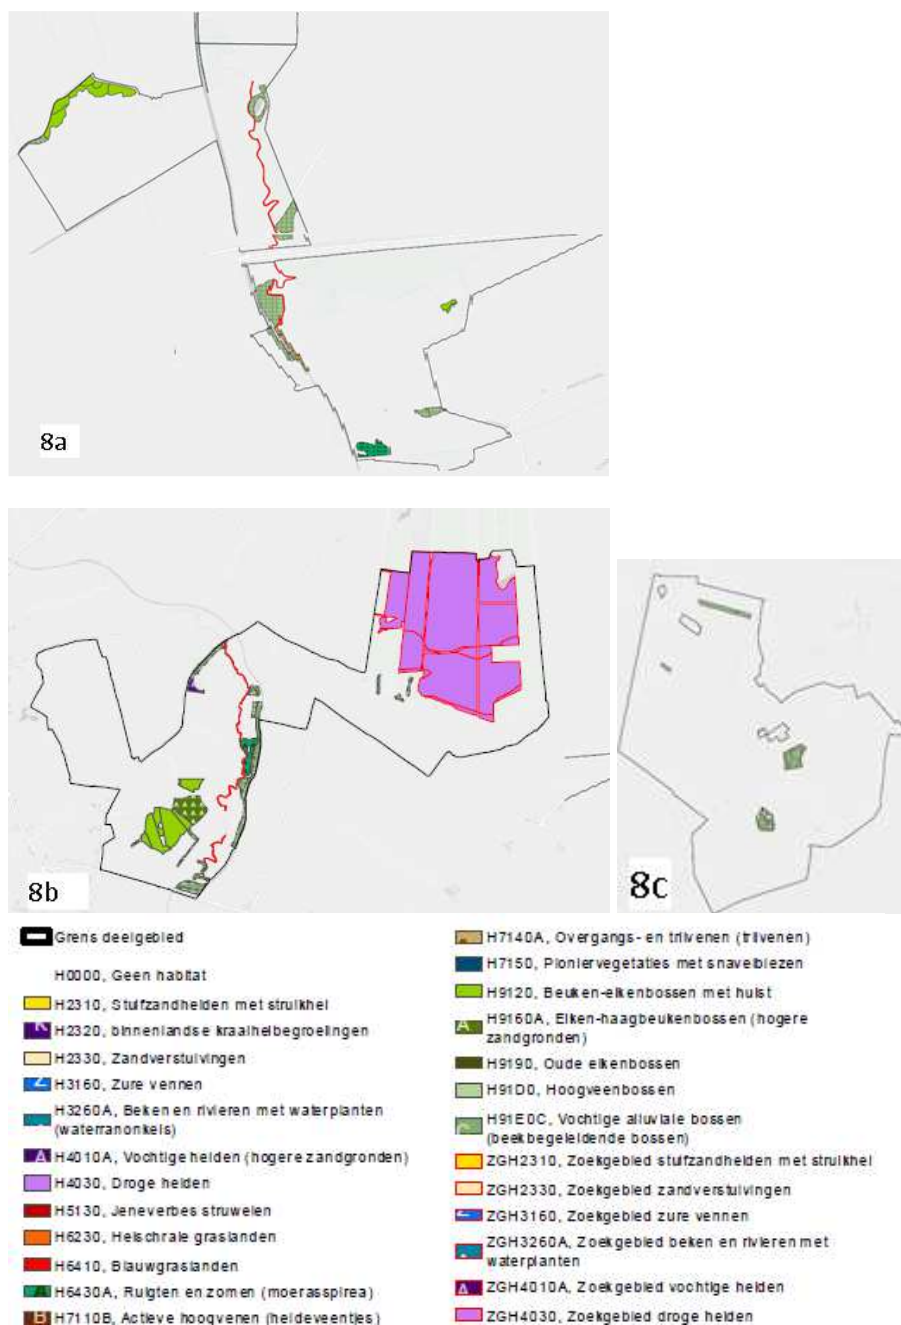 8a
8b
8c
Grens deelgebied
H0000, Geen habitat
H2310, Stuifzandheiden met struikhei
H2320, binnenlandse kraaiheibegroeiingen
H2330, Zandverstuivingen
H3160, Zure vennen
H3260A, Beken en rivieren met waterplanten
(waterranonkels)
H4010A, Vochtige heiden (hogere zandgronden)
H4030, Droge heiden
H5130, Jeneverbes struwelen
H6230, Heischrale graslanden
H6410, Blauwgraslanden
H6430A, Ruigten en zomen (moerasspirea)
H7110B, Actieve hoogvenen (heideveentjes)
H7140A, Overgangs- en trilvenen (trilvenen)
H7150, Pioniervegetaties met snavelbiezen
H9120, Beuken-eikenbossen met hulst
H9160A, Eiken-haagbeukenbossen (hogere
zandgronden)
H9190, Oude eikenbossen
H91D0, Hoogveenbossen
H91E0C, Vochtige alluviale bossen
(beekbegeleidende bossen)
ZGH2310, Zoekgebied stuifzandheiden met struikhei
ZGH2330, Zoekgebied zandverstuivingen
ZGH3160, Zoekgebied zure vennen
ZGH3260A, Zoekgebied beken en rivieren met
waterplanten
ZGH4010A, Zoekgebied vochtige heiden
ZGH4030, Zoekgebied droge heiden